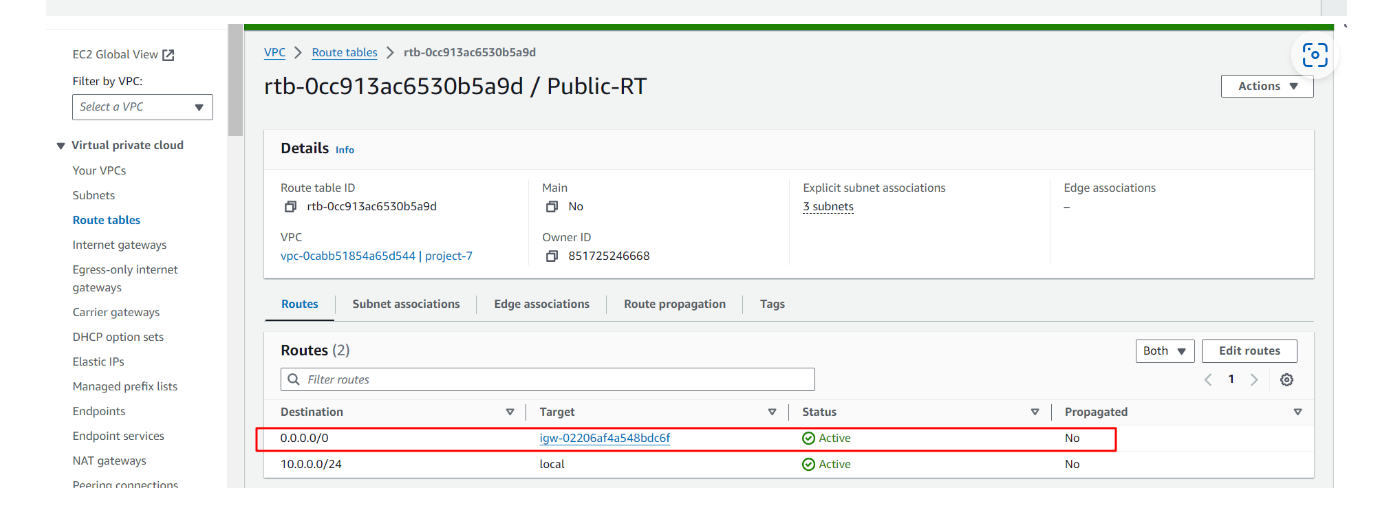 EC2 Global View
Filter by VPC:
Select a VPC
Virtual private cloud
Your VPCs
Subnets
Route tables
Internet gateways
Egress-only internet
gateways
Carrier gateways
DHCP option sets
Elastic IPs
Managed prefix lists
Endpoints
Endpoint services
NAT gateways
Peering connections
VPC > Route tables > rtb-0cc913ac6530b5a9d
rtb-0cc913ac6530b5a9d / Public-RT
Actions
Details Info
Route table ID
rtb-0cc913ac6530b5a9d
Main
No
Explicit subnet associations
3 subnets
Edge associations
–
VPC
vpc-0cabb51854a65d544 | project-7
Owner ID
851725246668
Routes Subnet associations Edge associations Route propagation Tags
Routes (2)
Both
Edit routes
Filter routes
1
Destination Target Status Propagated
0.0.0.0/0 igw-02206af4a548bdc6f Active No
10.0.0.0/24 local Active No